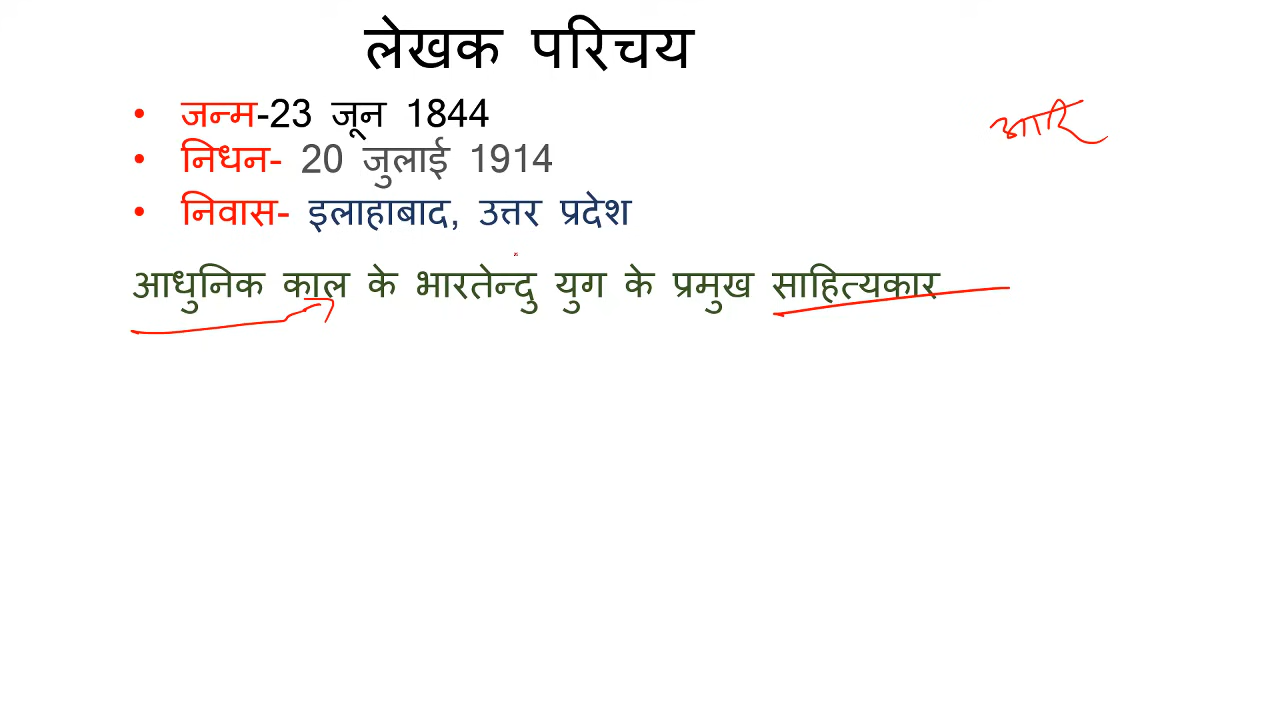 लेखक परिचय
• जन्म-23 जून 1844
• निधन- 20 जुलाई 1914
• निवास- इलाहाबाद, उत्तर प्रदेश
आधुनिक काल के भारतेन्दु युग के प्रमुख साहित्यकार